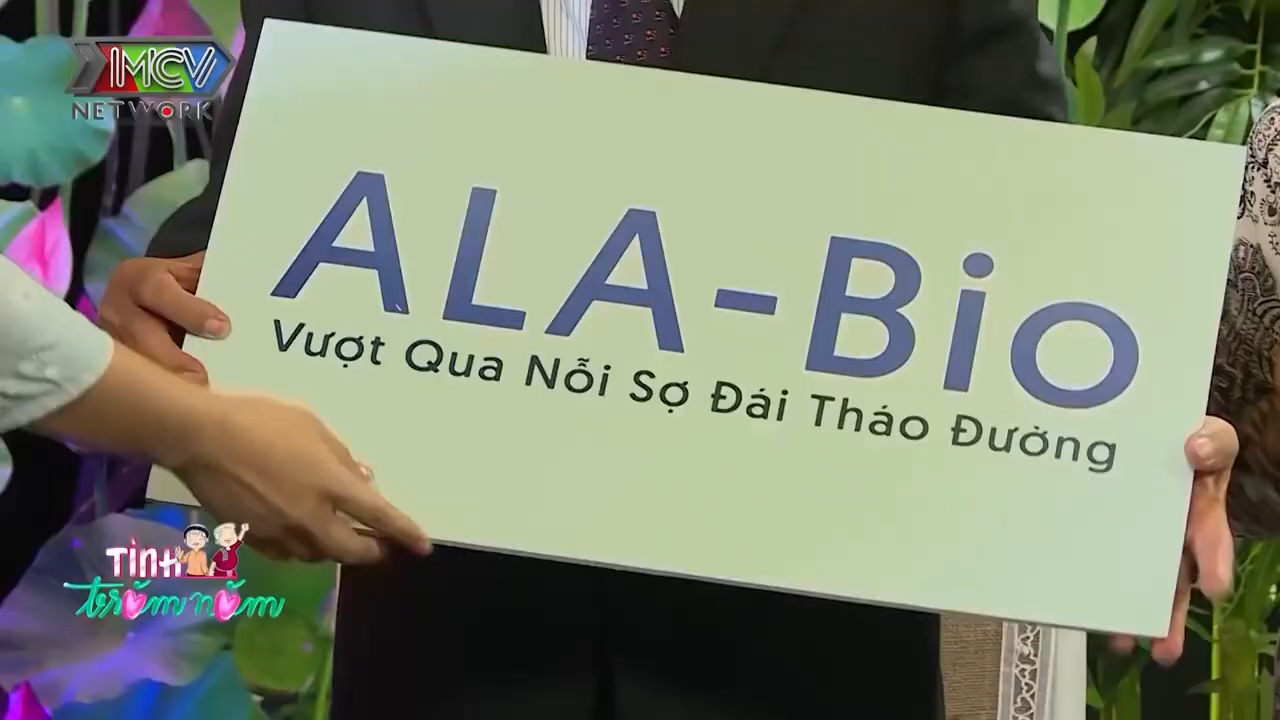 MCV
NETWORK
ALA-Bio
Vượt Qua Nỗi Sợ Đái Tháo Đường
Tình
trăm năm